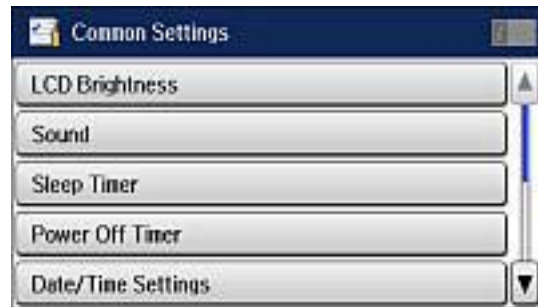 Common Settings
LCD Brightness
Sound
Sleep Timer
Power Off Timer
Date/Time Settings